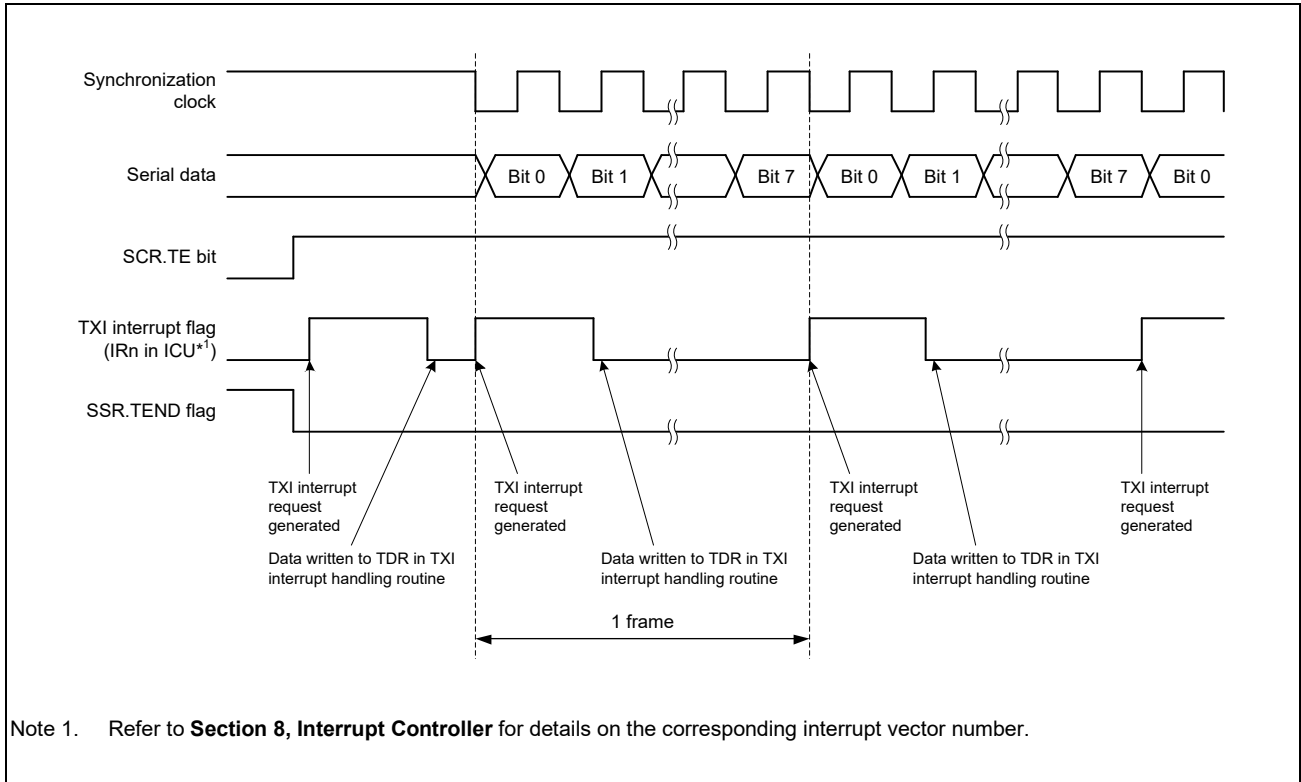 Synchronization
clock
Serial data
Bit 0 Bit 1 Bit 7 Bit 0 Bit 1 Bit 7 Bit 0
SCR.TE bit
TXI interrupt flag
(IRn in ICU*1)
SSR.TEND flag
TXI interrupt
request
generated
TXI interrupt
request
generated
TXI interrupt
request
generated
TXI interrupt
request
generated
Data written to TDR in TXI
interrupt handling routine
Data written to TDR in TXI
interrupt handling routine
Data written to TDR in TXI
interrupt handling routine
1 frame
Note 1. Refer to Section 8, Interrupt Controller for details on the corresponding interrupt vector number.